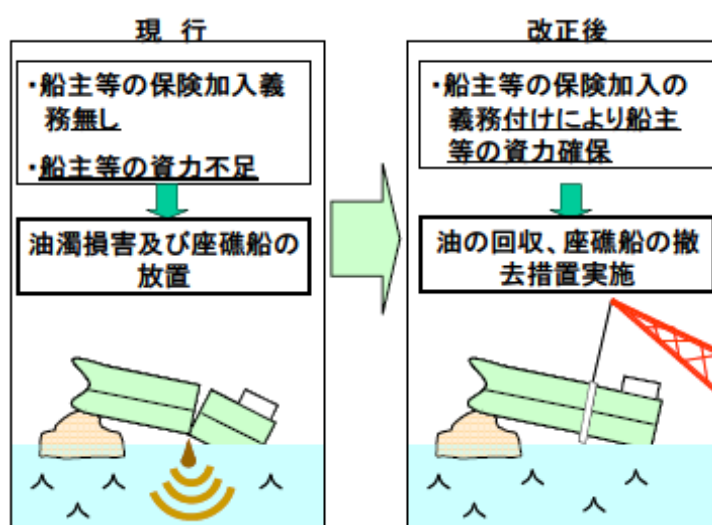 現 行
・船主等の保険加入義
務無し
・船主等の資力不足
油濁損害及び座礁船の
放置
改正後
・船主等の保険加入の
義務付けにより船主
等の資力確保
油の回収、座礁船の撤
去措置実施